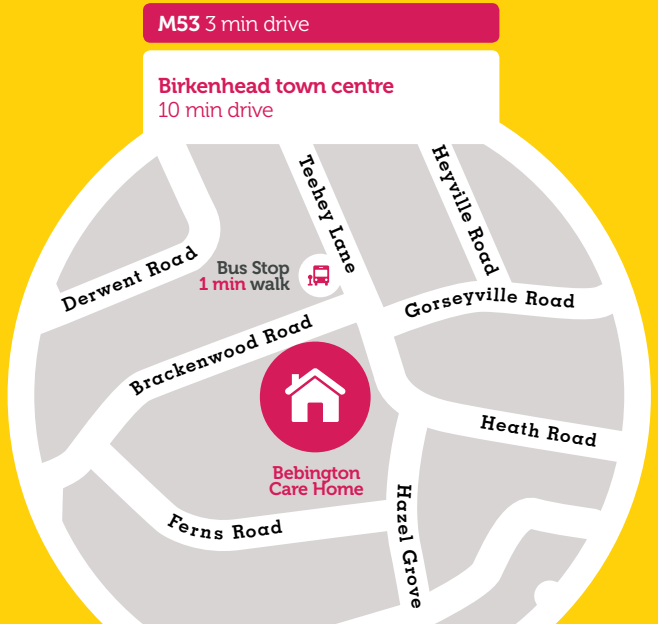 M53 3 min drive
Birkenhead town centre
10 min drive
Teehey Lane
Heyville Road
Derwent Road
Bus Stop
1 min walk
Gorseyville Road
Brackenwood Road
Heath Road
Bebington
Care Home
Hazel Grove
Ferns Road